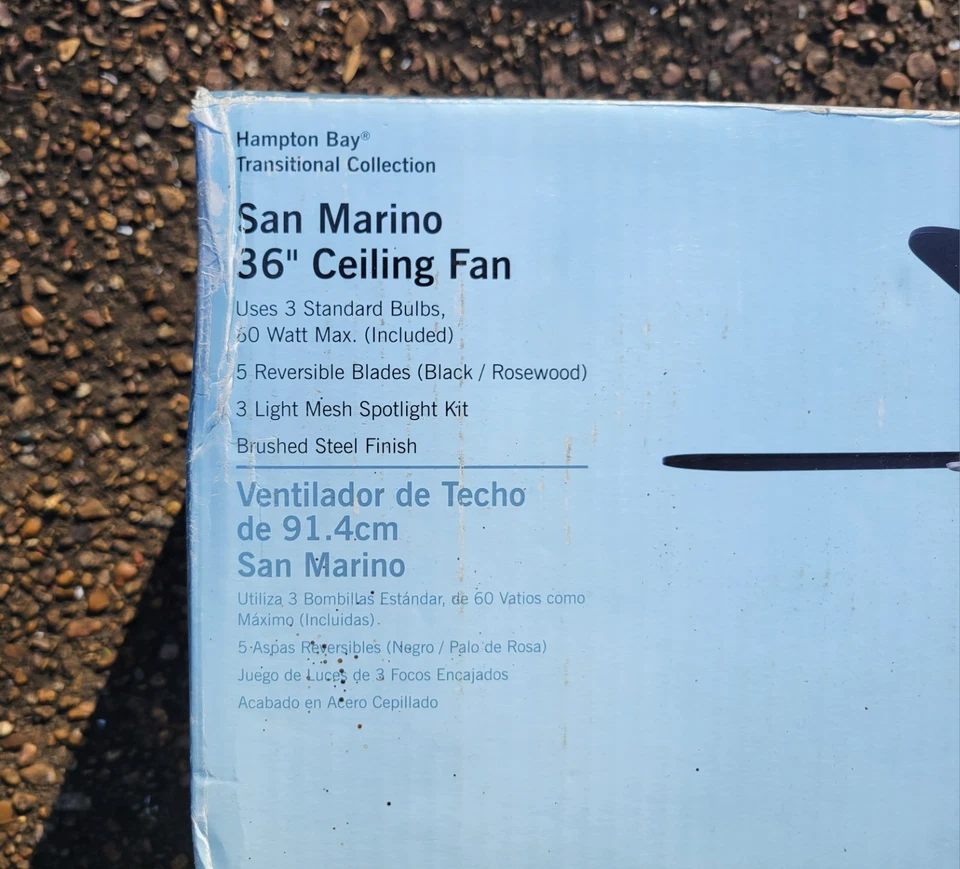 Hampton Bay®
Transitional Collection
San Marino
36" Ceiling Fan
Uses 3 Standard Bulbs,
60 Watt Max. (Included)
5 Reversible Blades (Black / Rosewood)
3 Light Mesh Spotlight Kit
Brushed Steel Finish
Ventilador de Techo
de 91.4cm
San Marino
Utiliza 3 Bombillas Estándar, de 60 Vatios como
Máximo (Incluidas).
5 Aspas Reversibles (Negro / Palo de Rosa)
Juego de Luces de 3 Focos Encajados
Acabado en Acero Cepillado